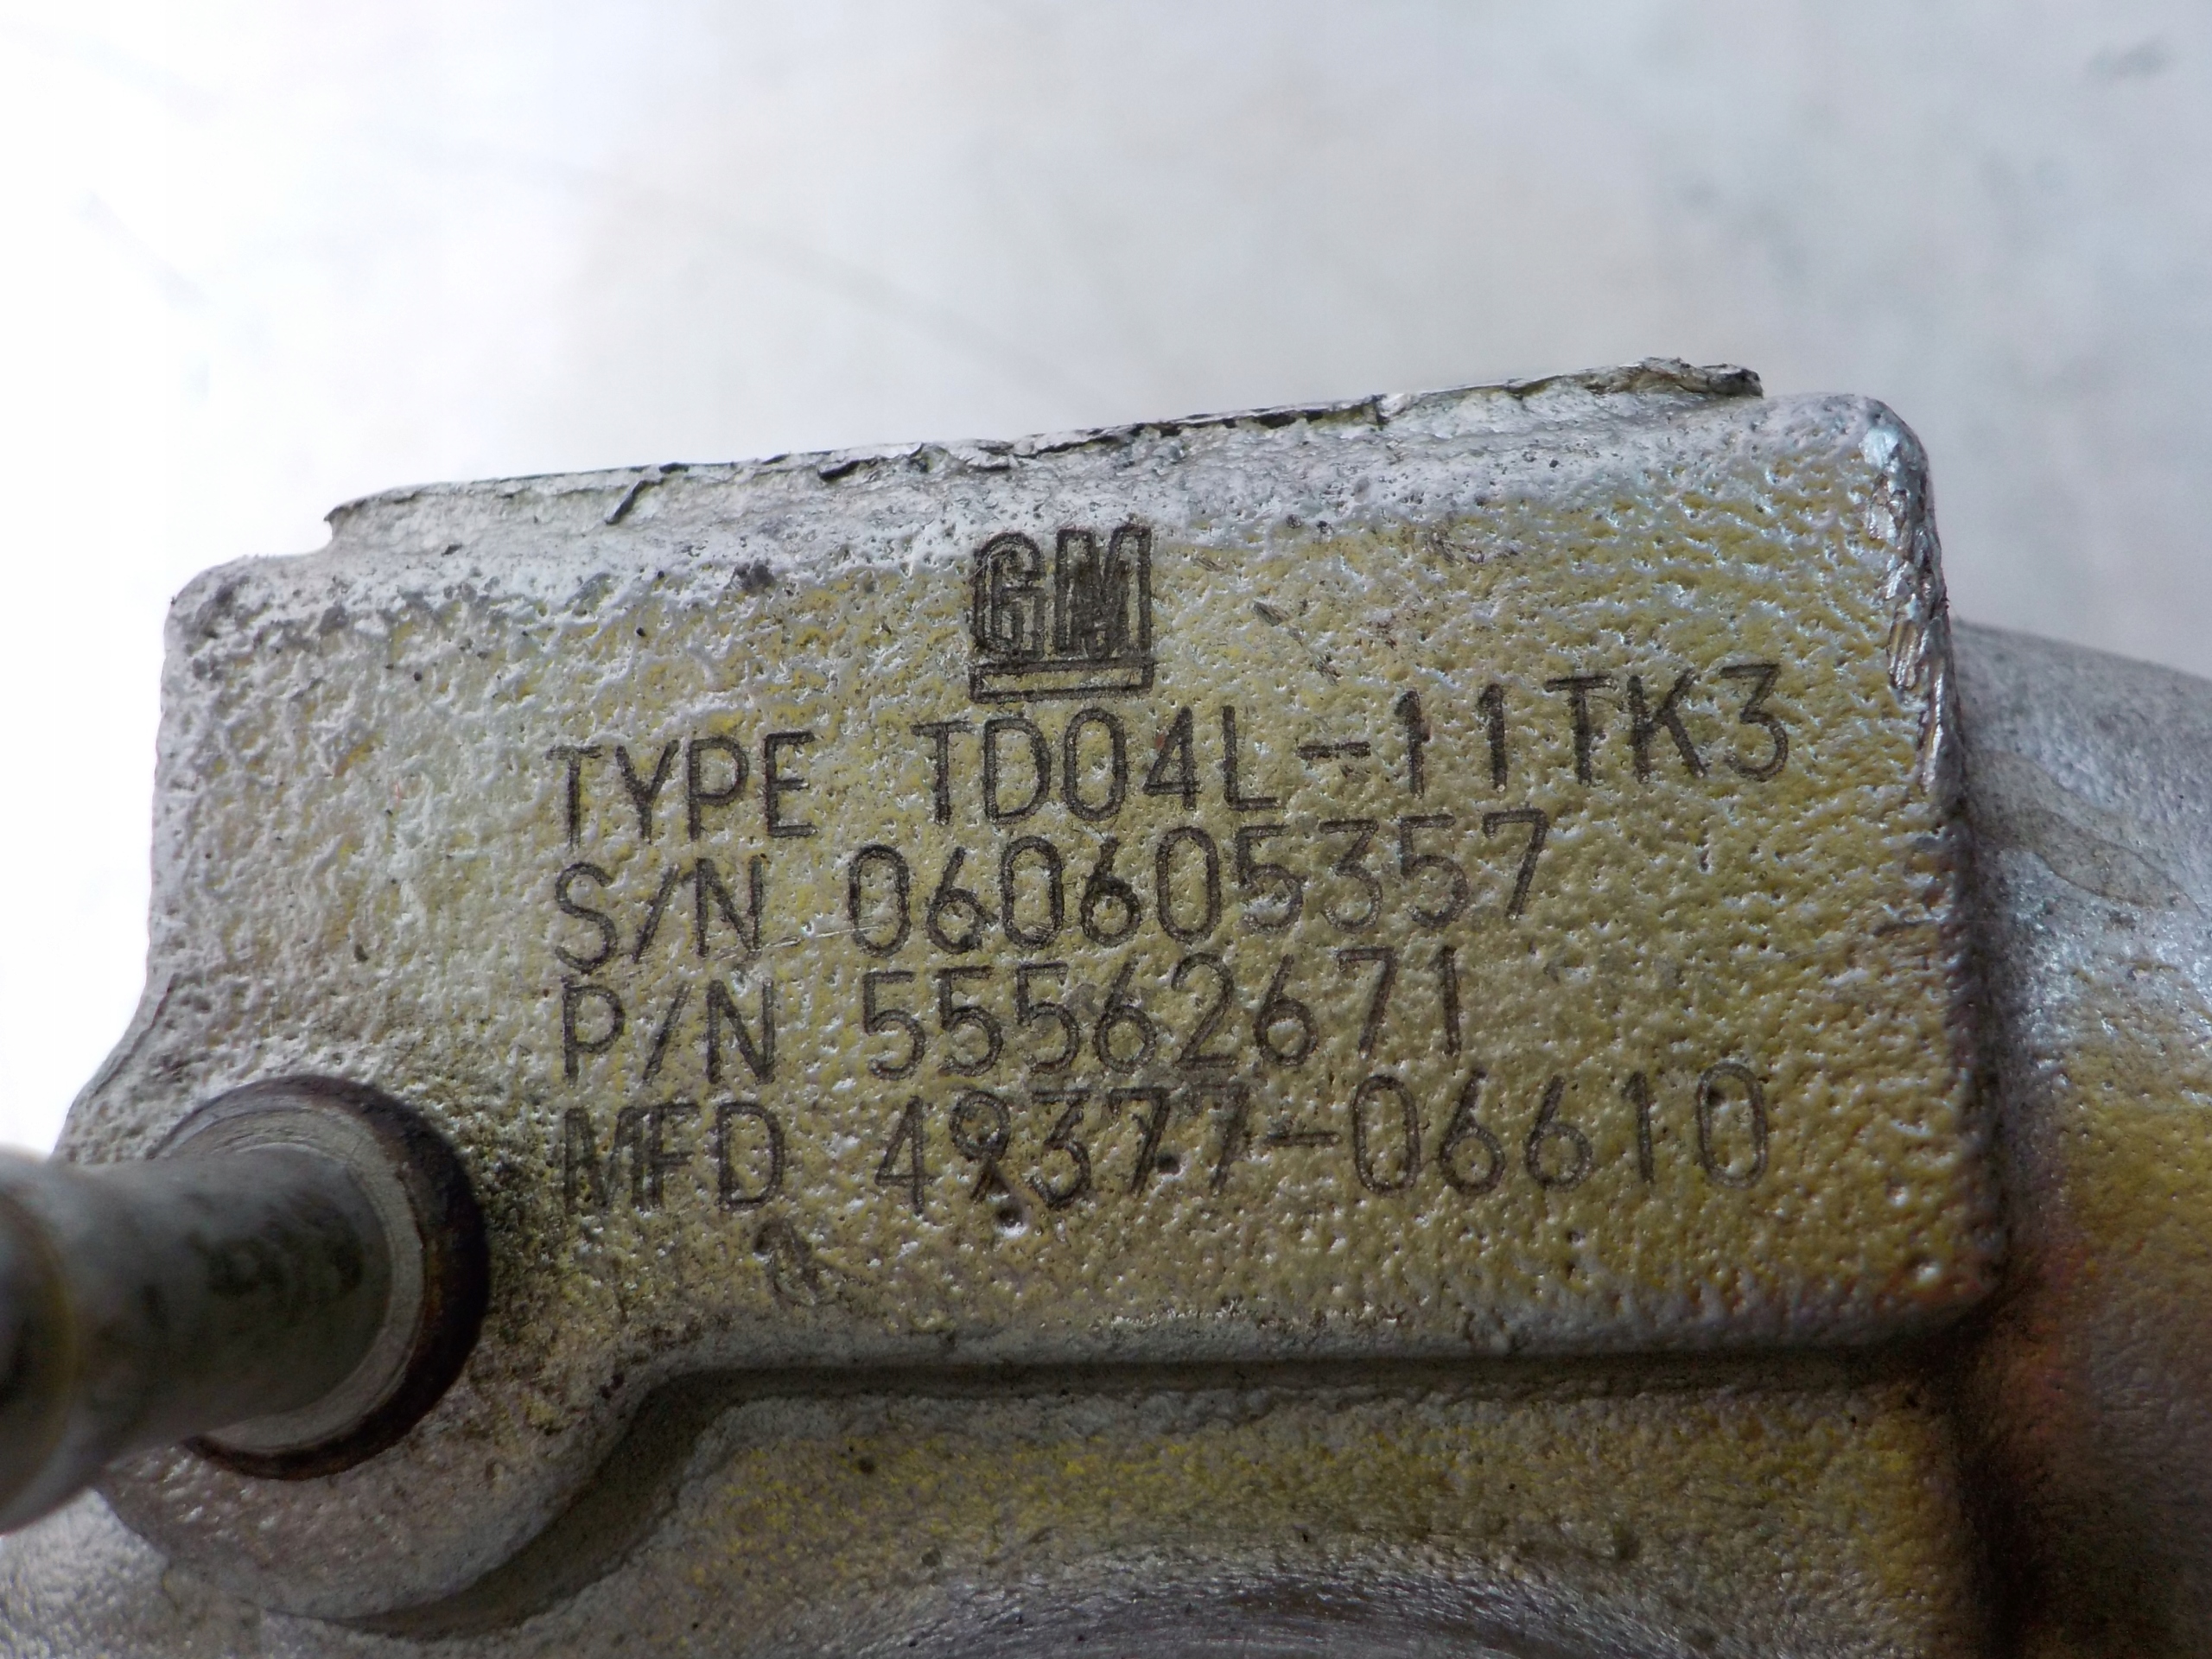 GM
TYPE TD04L-11TK3
S/N 060605357
P/N 55562671
MFD 49377-06610